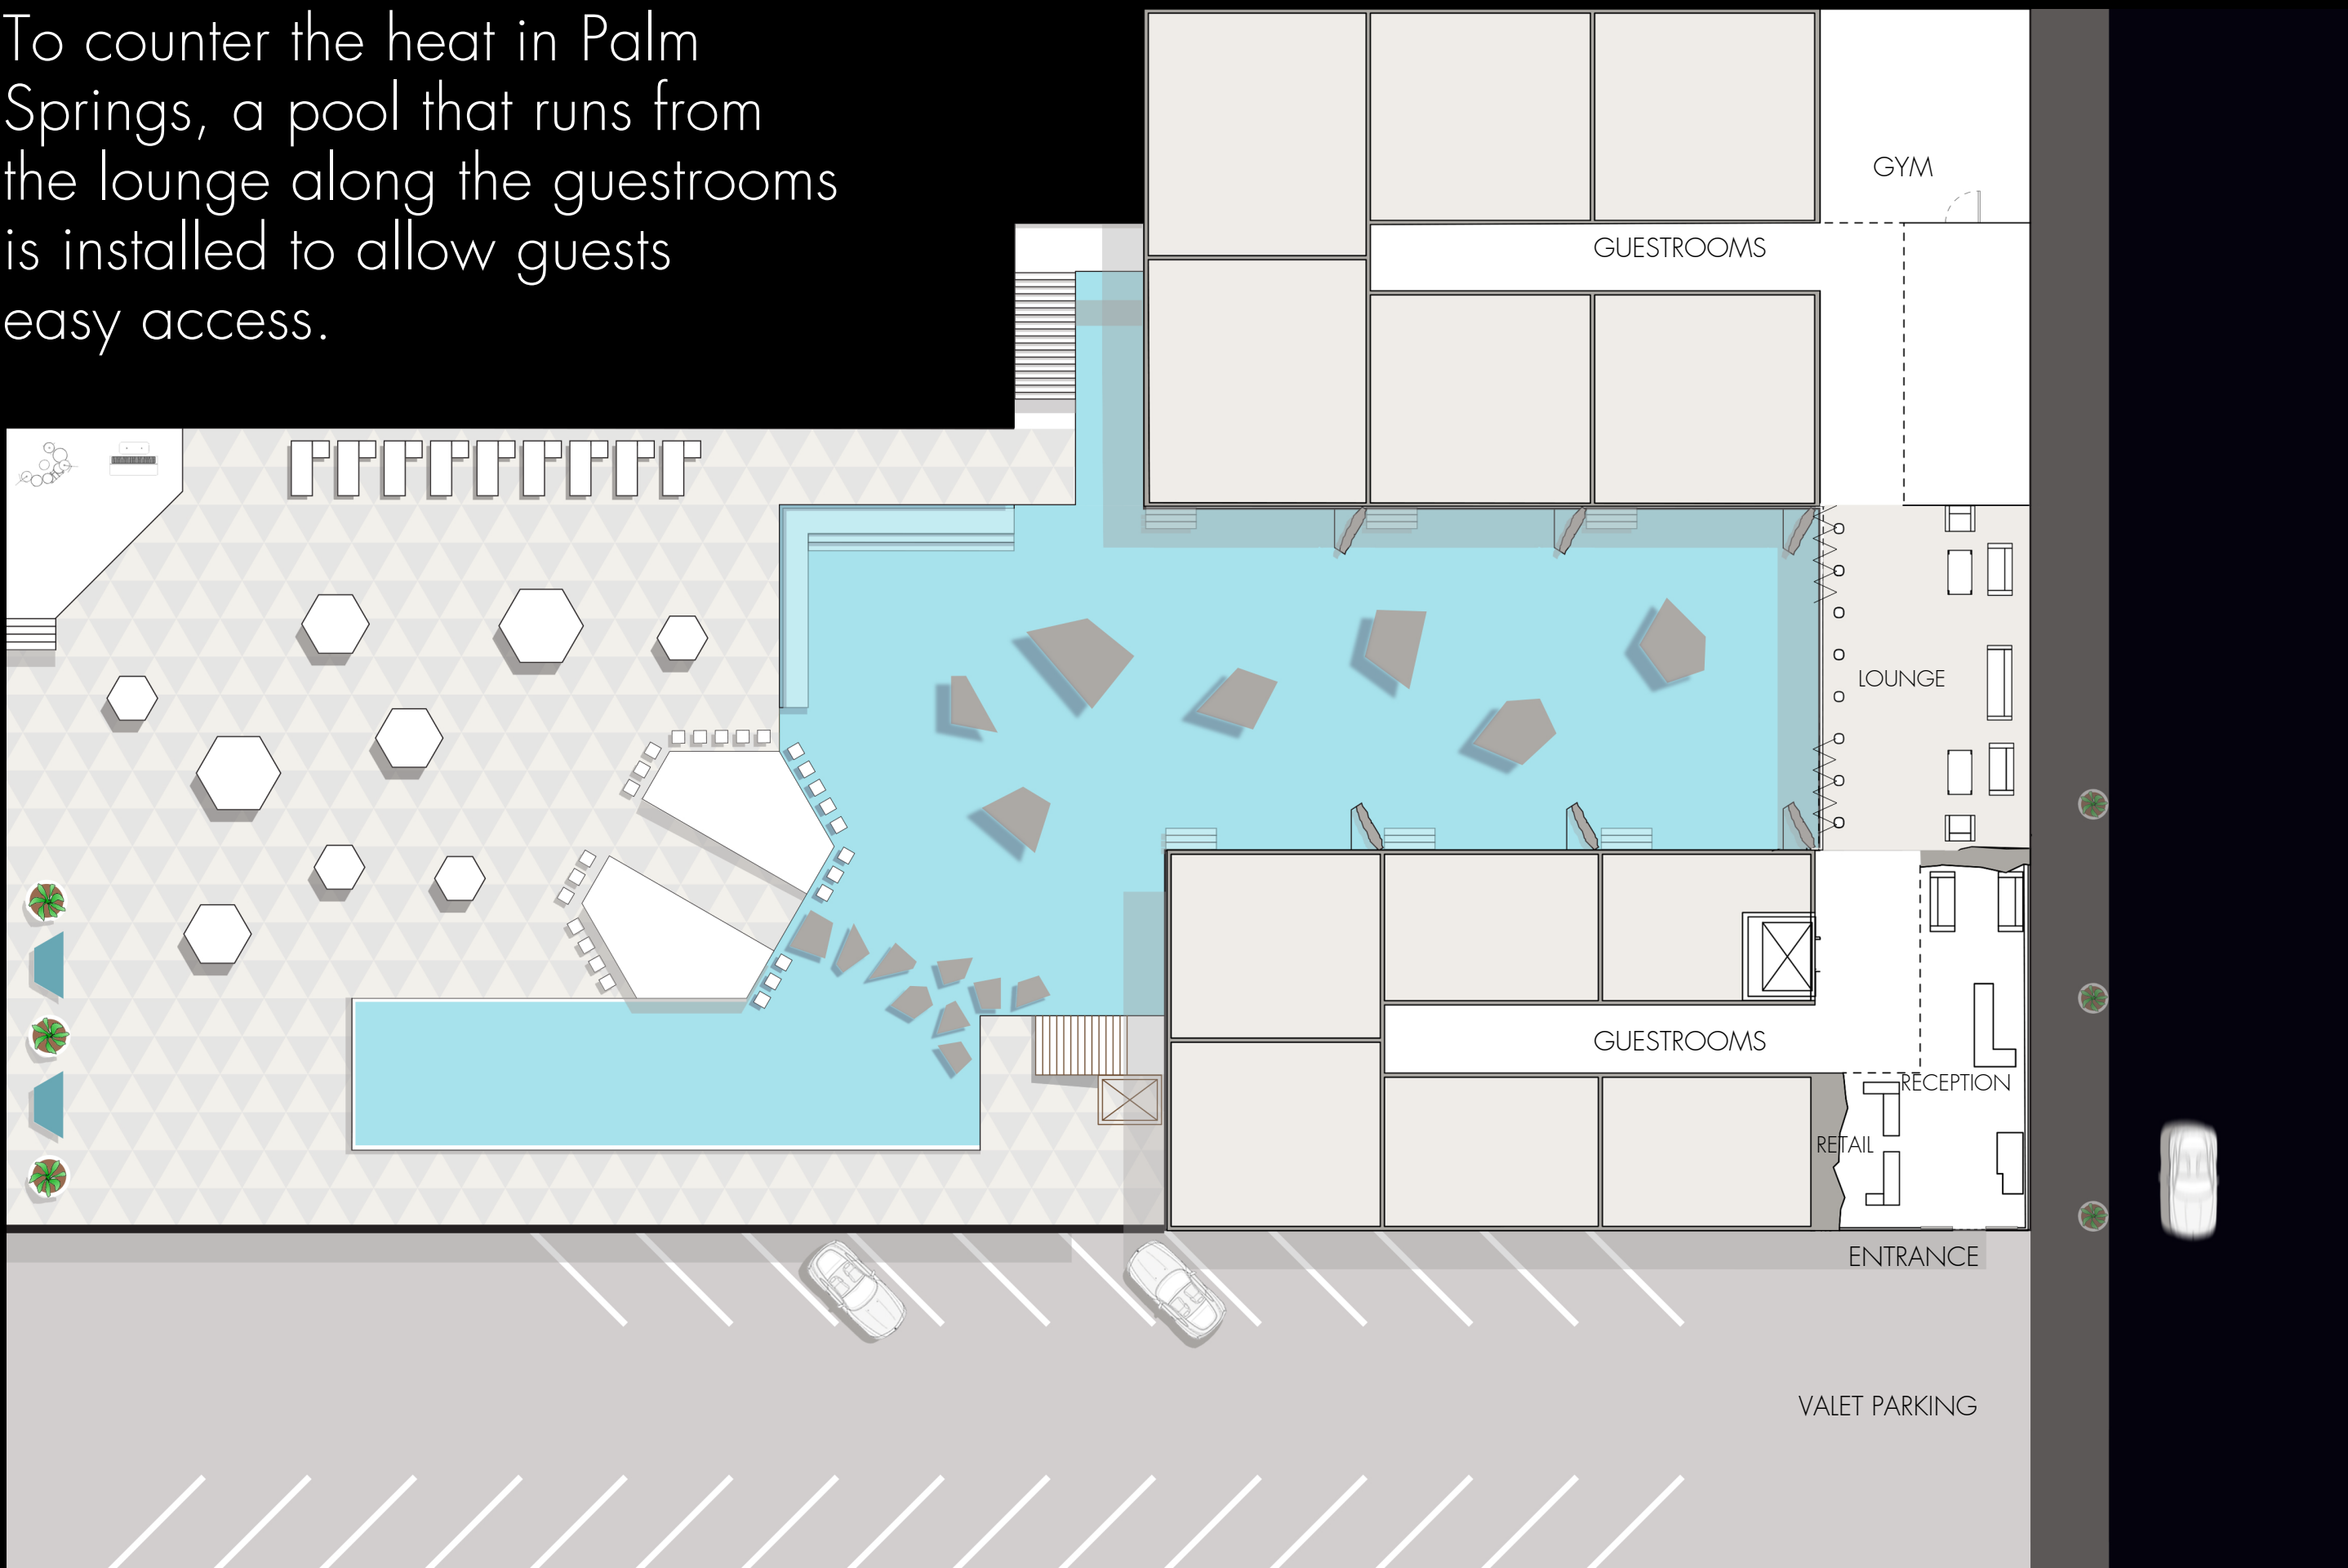 To counter the heat in Palm
Springs, a pool that runs from
the lounge along the guestrooms
is installed to allow guests
easy access.
GYM
GUESTROOMS
LOUNGE
GUESTROOMS
RECEPTION
RETAIL
ENTRANCE
VALET PARKING